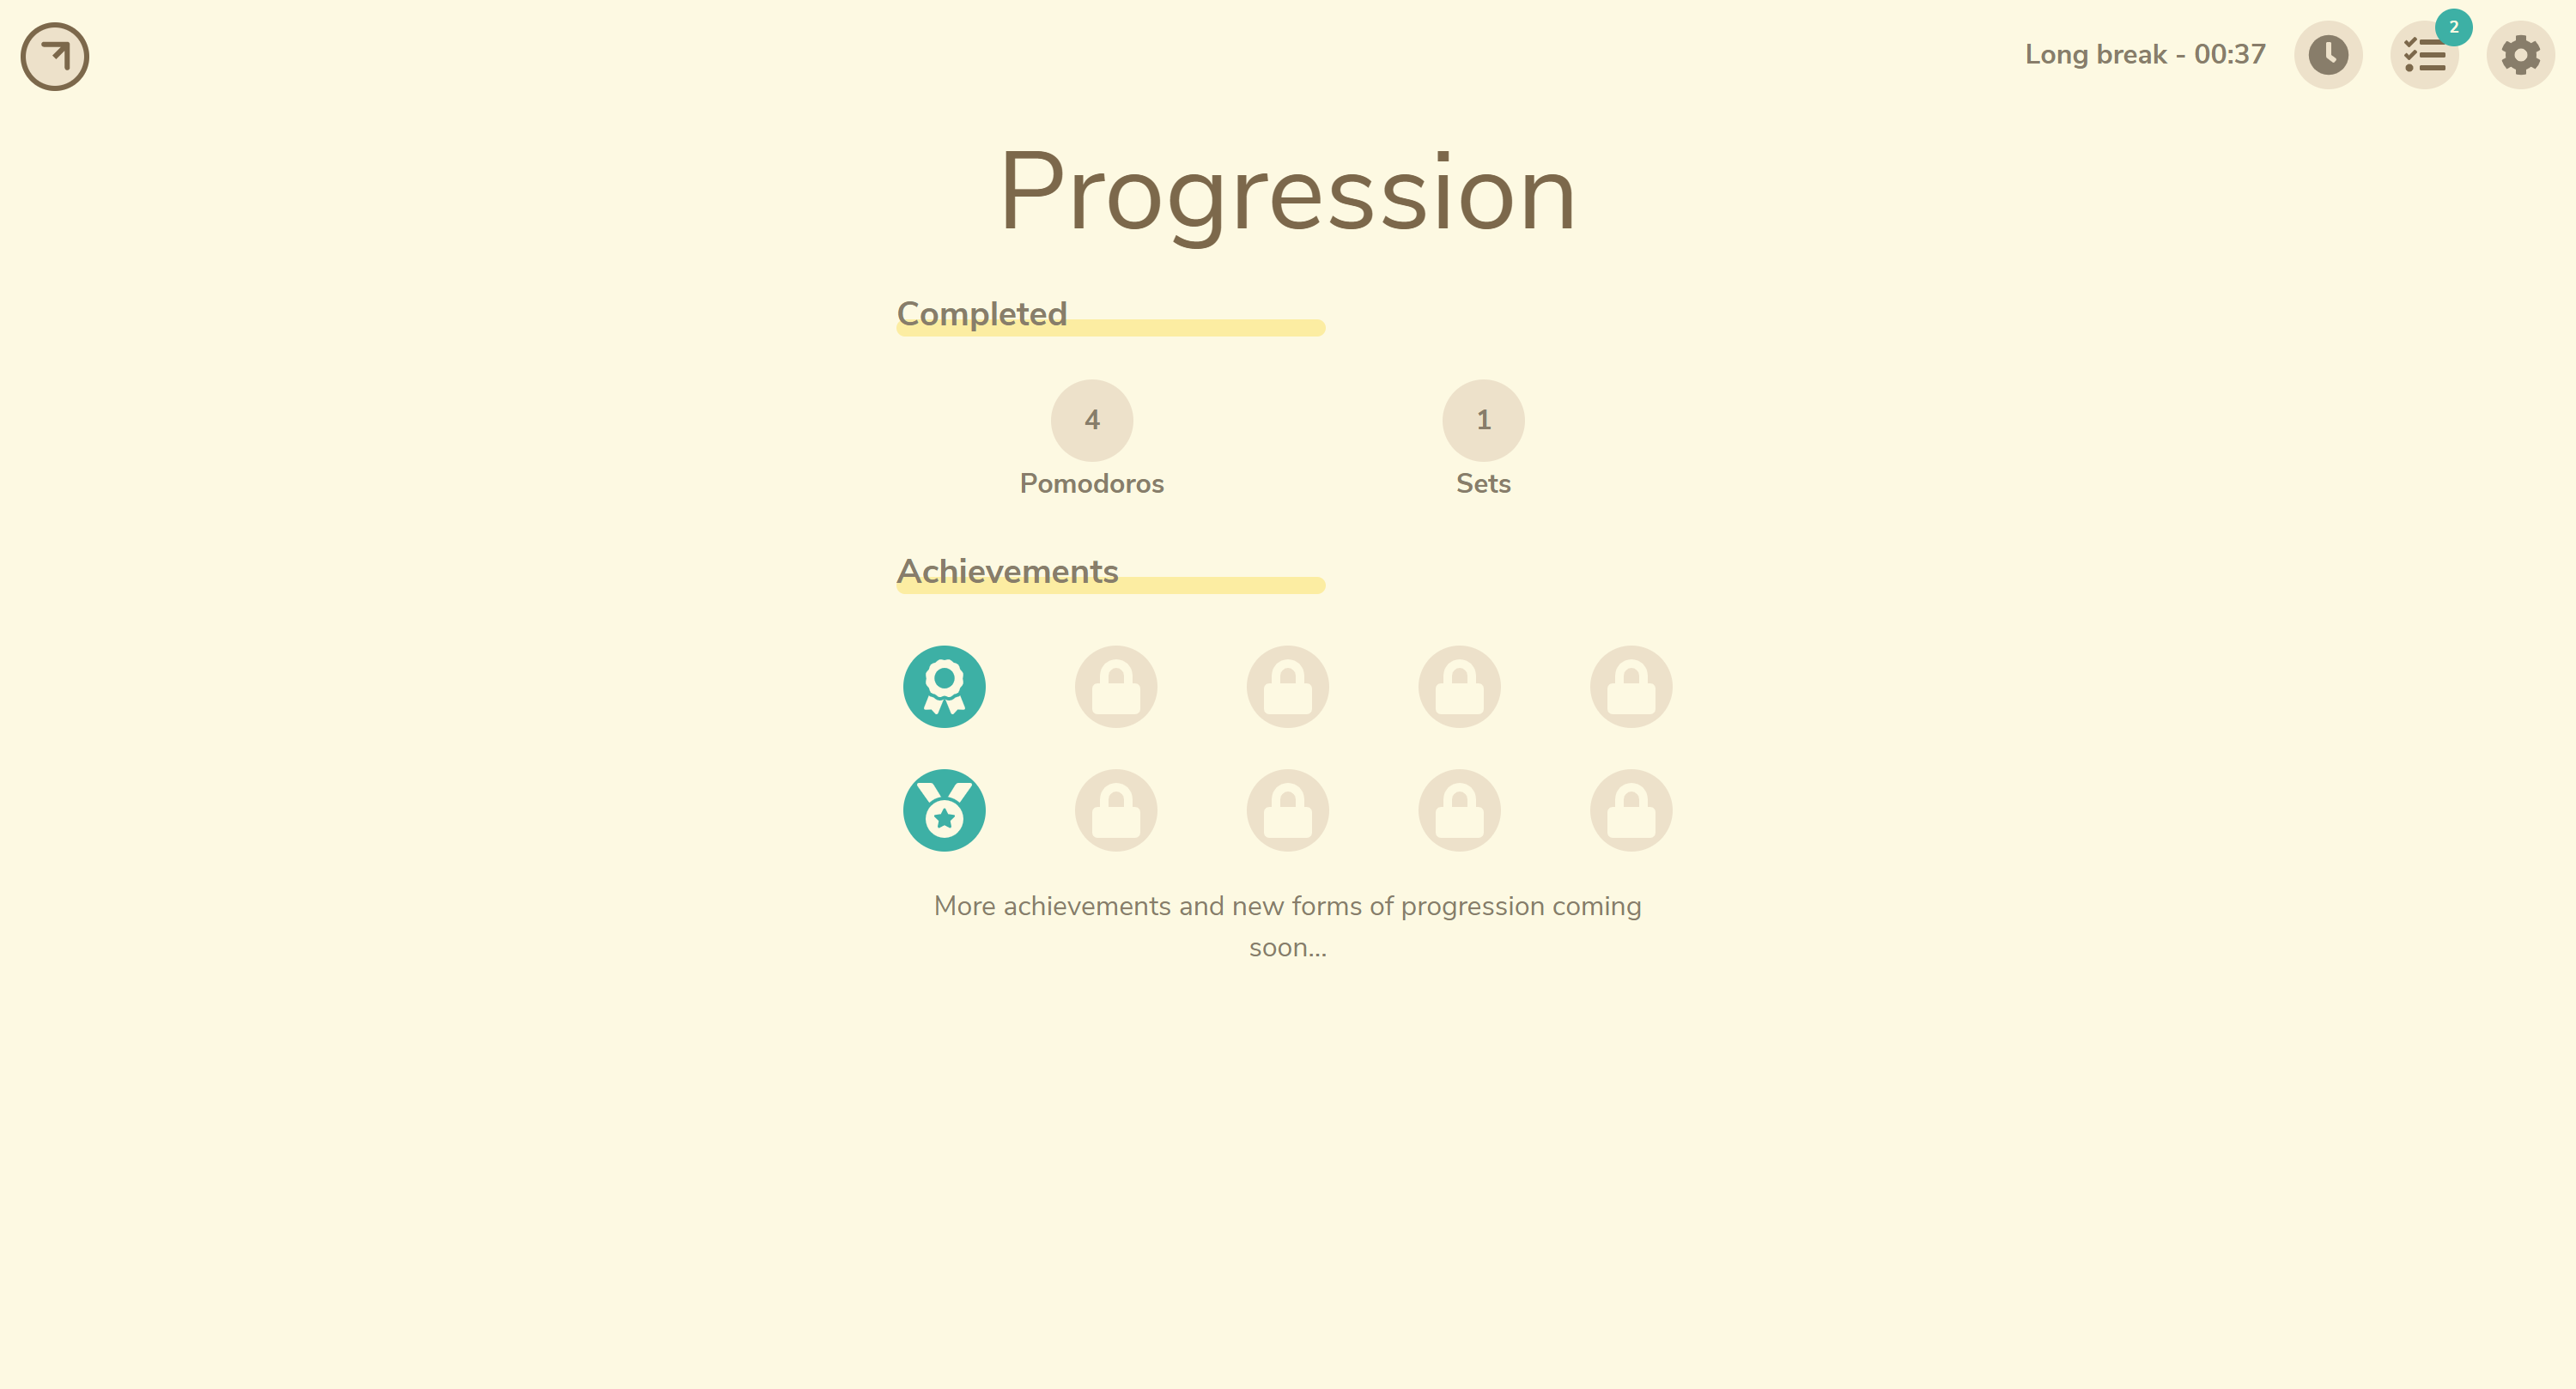 Long break - 00:37
2
Progression
Completed
4
1
Pomodoros
Sets
Achievements
More achievements and new forms of progression coming
soon...